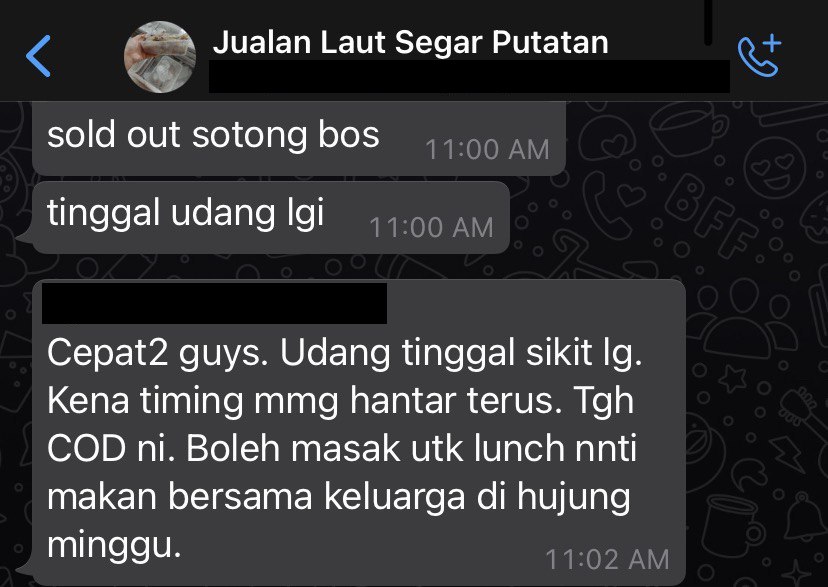 Jualan Laut Segar Putatan
sold out sotong bos
11:00 AM
tinggal udang lgi
11:00 AM
Cepat2 guys. Udang tinggal sikit lg.
Kena timing mmg hantar terus. Tgh
COD ni. Boleh masak utk lunch nnti
makan bersama keluarga di hujung
minggu.
11:02 AM
BFF